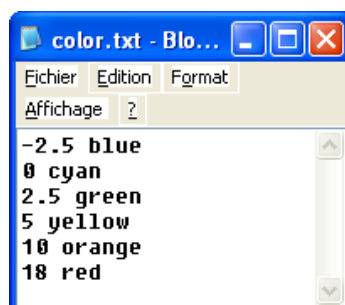 color.txt - Blo...
Fichier Edition Format
Affichage ?
-2.5 blue
0 cyan
2.5 green
5 yellow
10 orange
18 red